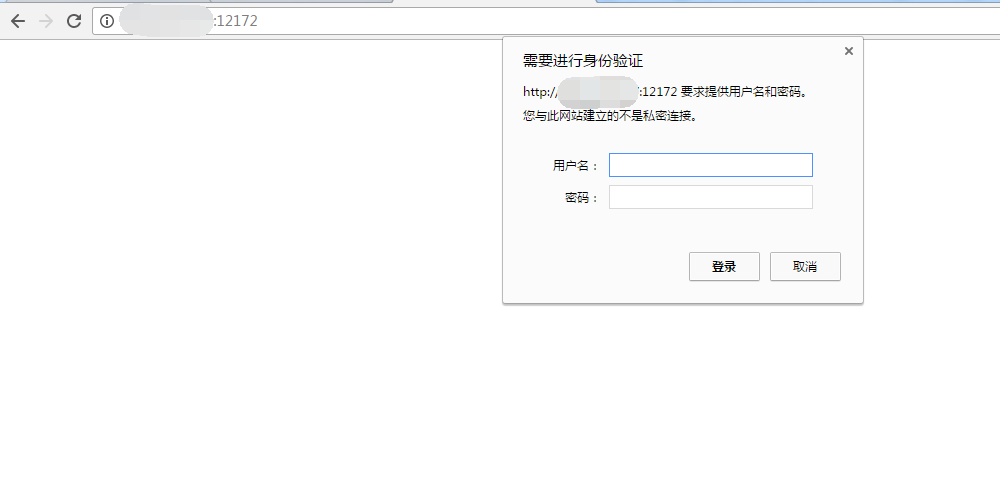 :12172
需要进行身份验证
http:// :12172 要求提供用户名和密码。
您与此网站建立的不是私密连接。
用户名：
密码：
登录
取消